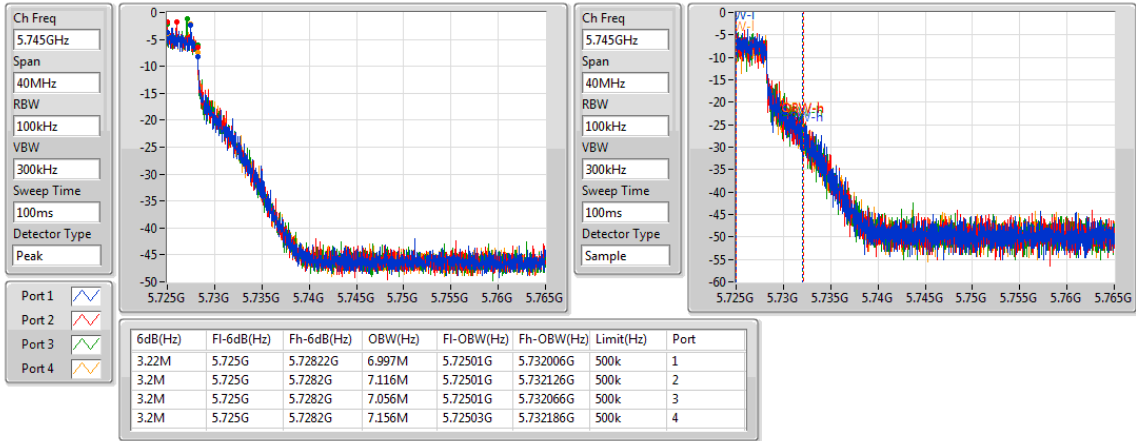 Ch Freq
5.745GHz
Span
40MHz
RBW
100kHz
VBW
300kHz
Sweep Time
100ms
Detector Type
Peak
0
-5
-10
-15
-20
-25
-30
-35
-40
-45
-50
5.725G 5.73G 5.735G 5.74G 5.745G 5.75G 5.755G 5.76G 5.765G
Ch Freq
5.745GHz
Span
40MHz
RBW
100kHz
VBW
300kHz
Sweep Time
100ms
Detector Type
Sample
0
-5
-10
-15
-20
-25
-30
-35
-40
-45
-50
-55
-60
5.725G 5.73G 5.735G 5.74G 5.745G 5.75G 5.755G 5.76G 5.765G
Port 1
Port 2
Port 3
Port 4
6dB(Hz) Fl-6dB(Hz) Fh-6dB(Hz) OBW(Hz) Fl-OBW(Hz) Fh-OBW(Hz) Limit(Hz) Port
3.22M 5.725G 5.72822G 6.997M 5.72501G 5.732006G 500k 1
3.2M 5.725G 5.7282G 7.116M 5.72501G 5.732126G 500k 2
3.2M 5.725G 5.7282G 7.056M 5.72501G 5.732066G 500k 3
3.2M 5.725G 5.7282G 7.156M 5.72503G 5.732186G 500k 4